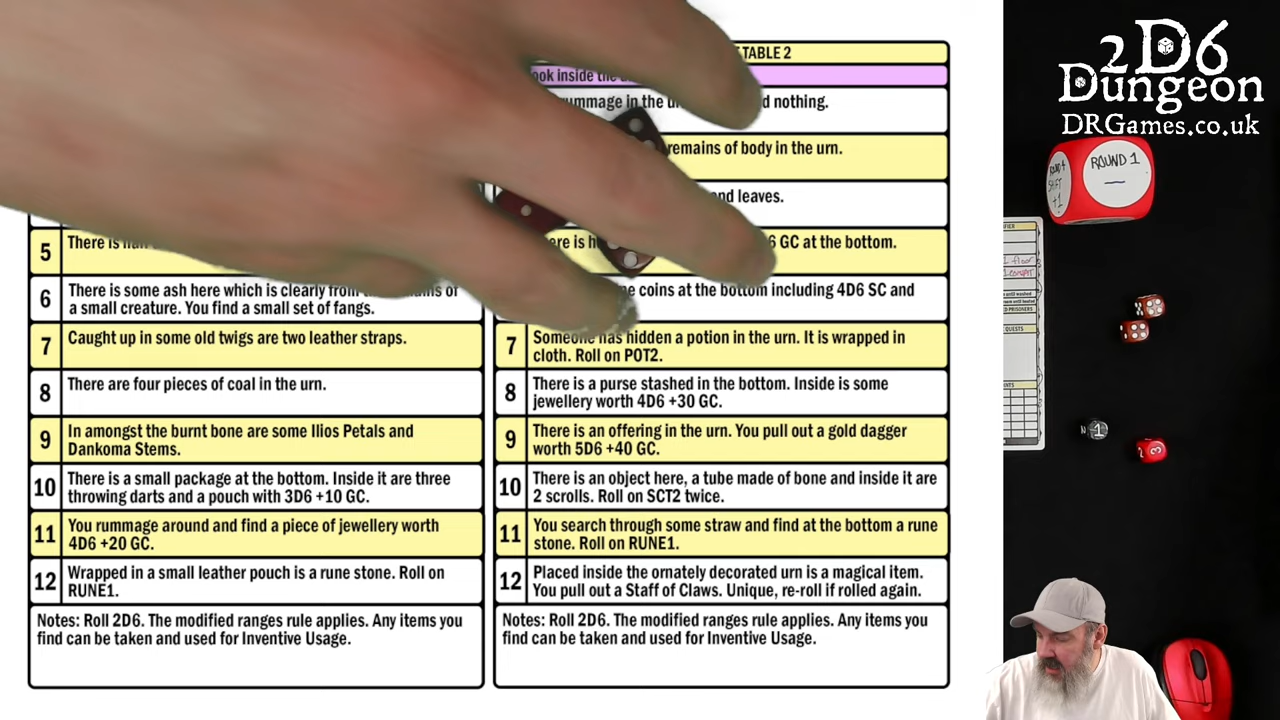 TABLE 2
look inside the
rummage in the
nothing.
remains of body in the urn.
and leaves.
5 There is
GC at the bottom.
6 There is some ash here which is clearly from
of
a small creature. You find a small set of fangs.
coins at the bottom including 4D6 SC and
7 Caught up in some old twigs are two leather straps.
7 Someone has hidden a potion in the urn. It is wrapped in
cloth. Roll on POT2.
8 There are four pieces of coal in the urn.
8 There is a purse stashed in the bottom. Inside is some
jewellery worth 4D6 +30 GC.
9 In amongst the burnt bone are some Ilios Petals and
Dankoma Stems.
9 There is an offering in the urn. You pull out a gold dagger
worth 5D6 +40 GC.
10 There is a small package at the bottom. Inside it are three
throwing darts and a pouch with 3D6 +10 GC.
10 There is an object here, a tube made of bone and inside it are
2 scrolls. Roll on SCT2 twice.
11 You rummage around and find a piece of jewellery worth
4D6 +20 GC.
11 You search through some straw and find at the bottom a rune
stone. Roll on RUNE1.
12 Wrapped in a small leather pouch is a rune stone. Roll on
RUNE1.
12 Placed inside the ornately decorated urn is a magical item.
You pull out a Staff of Claws. Unique, re-roll if rolled again.
Notes: Roll 2D6. The modified ranges rule applies. Any items you
find can be taken and used for Inventive Usage.
Notes: Roll 2D6. The modified ranges rule applies. Any items you
find can be taken and used for Inventive Usage.
2D6
Dungeon
DRGames.co.uk
ROUND 1
SHIFT
+1
QUESTS
1
3